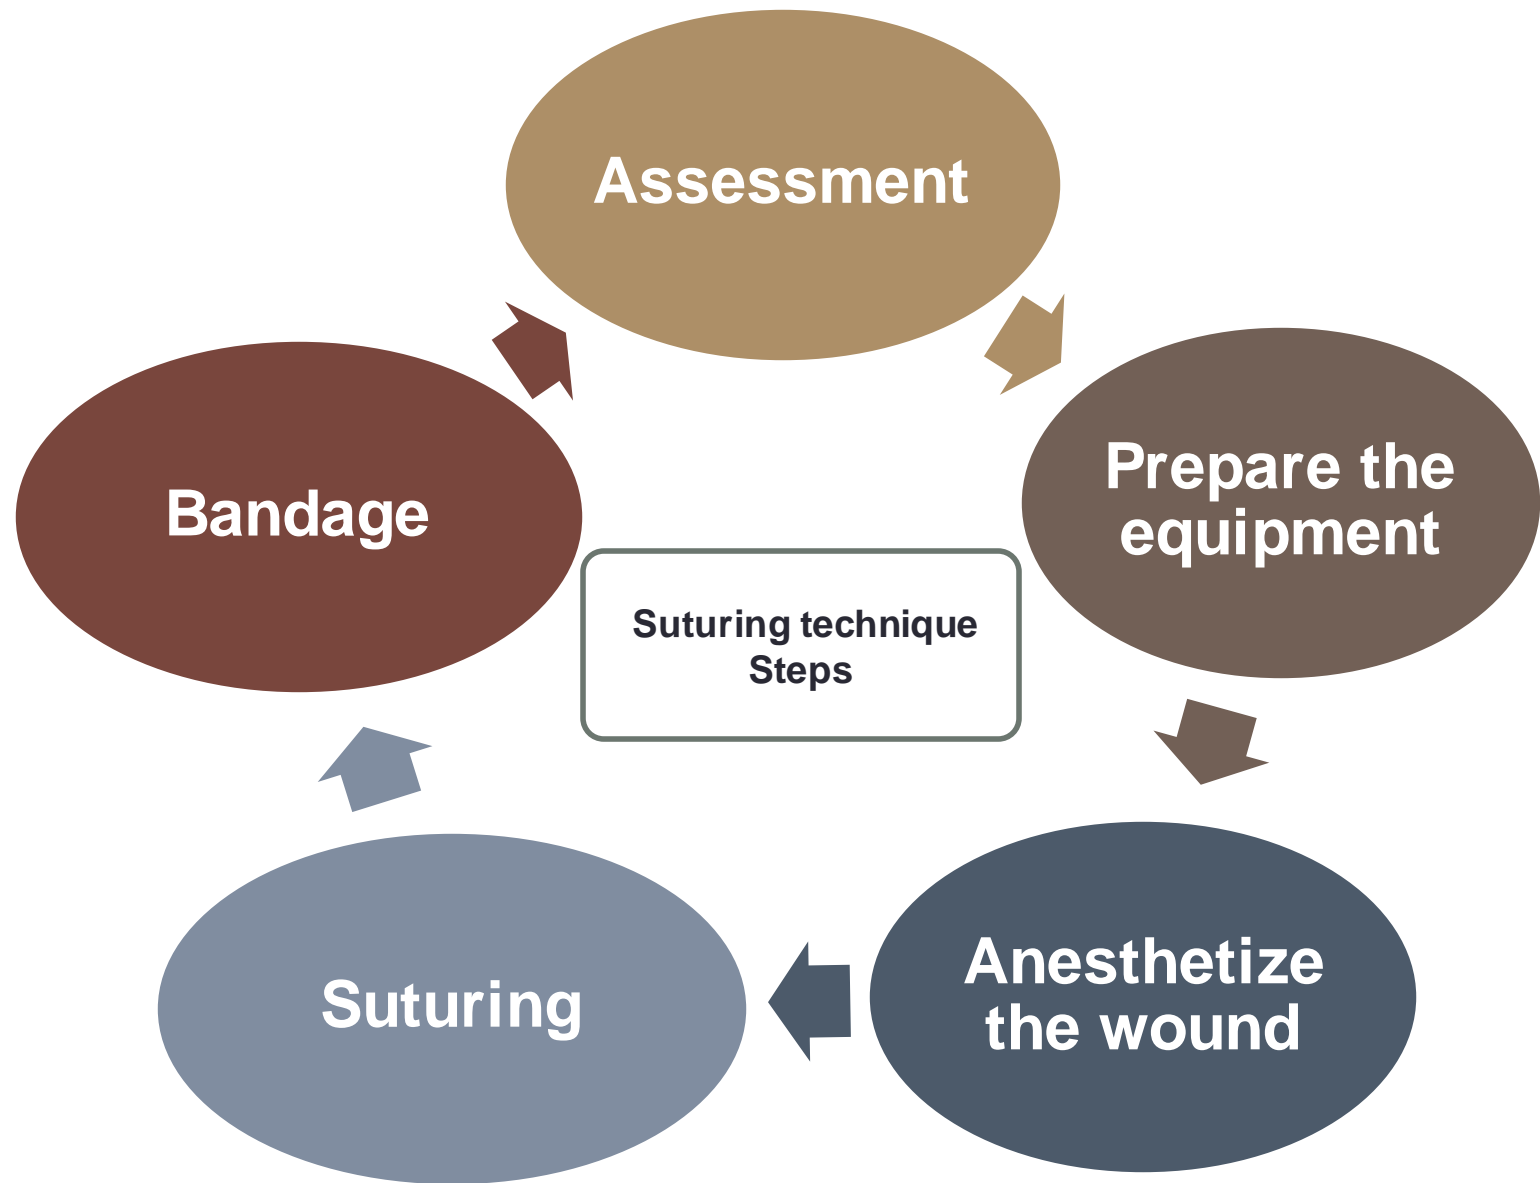 Assessment
Prepare the
equipment
Anesthetize
the wound
Suturing
Bandage
Suturing technique
Steps